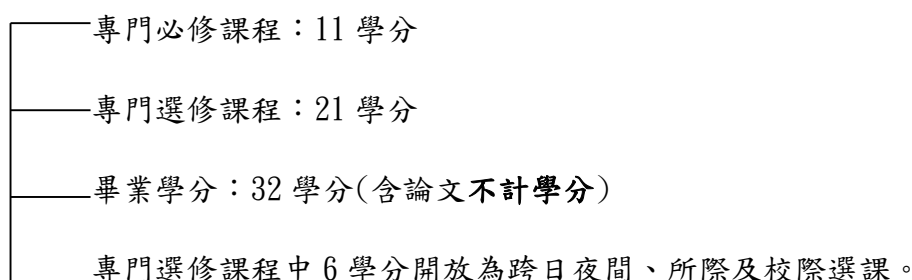 專門必修課程：11 學分
專門選修課程：21 學分
畢業學分：32 學分(含論文不計學分)
專門選修課程中 6 學分開放為跨日夜間、所際及校際選課。